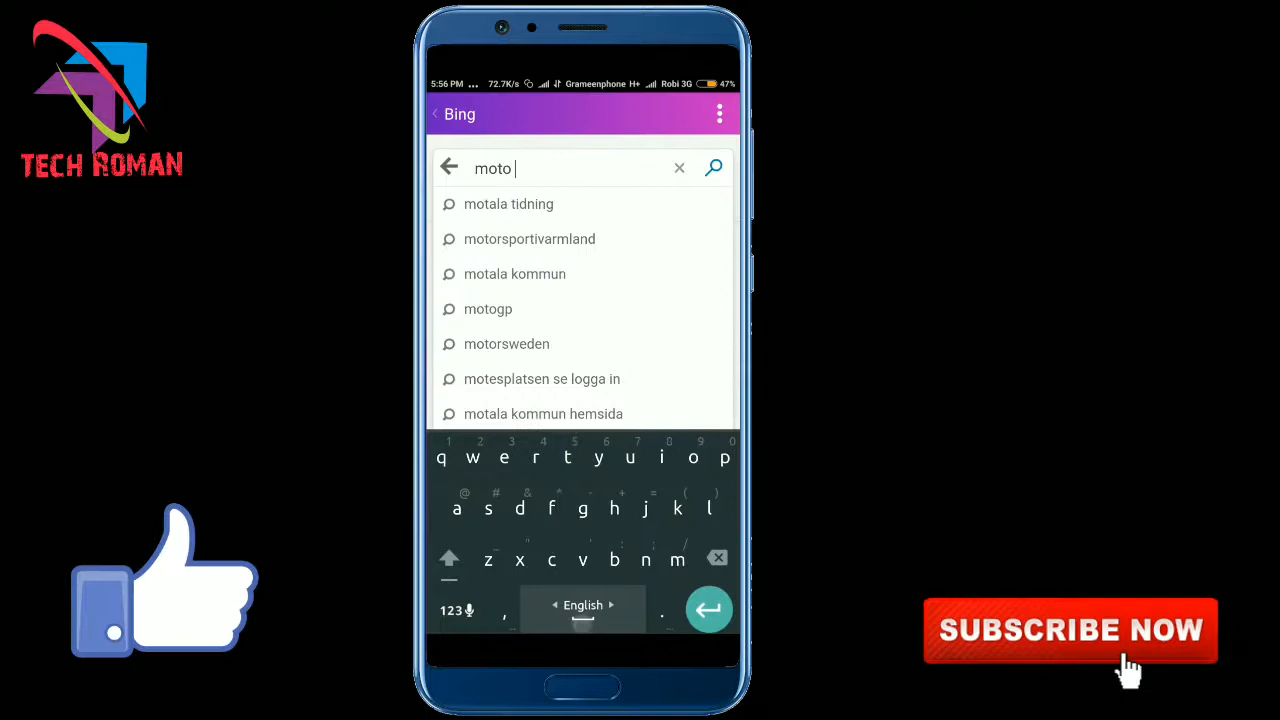 TECH ROMAN
5:56 PM ... 72.7K/s Grameenphone H+ Robi 3G 47%
Bing
moto
motala tidning
motorsportivarmland
motala kommun
motogp
motorsweden
motesplatsen se logga in
motala kommun hemsida
1 2 3 4 5 6 7 8 9 0
q w e r t y u i o p
@ # & * - + = ( )
a s d f g h j k l
_ " ' : ; /
z x c v b n m
123 , English .
SUBSCRIBE NOW